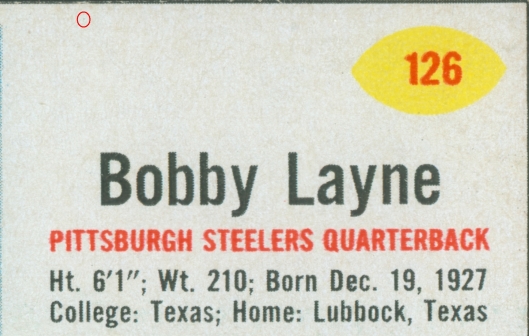 126
Bobby Layne
PITTSBURGH STEELERS QUARTERBACK
Ht. 6'1"; Wt. 210; Born Dec. 19, 1927
College: Texas; Home: Lubbock, Texas